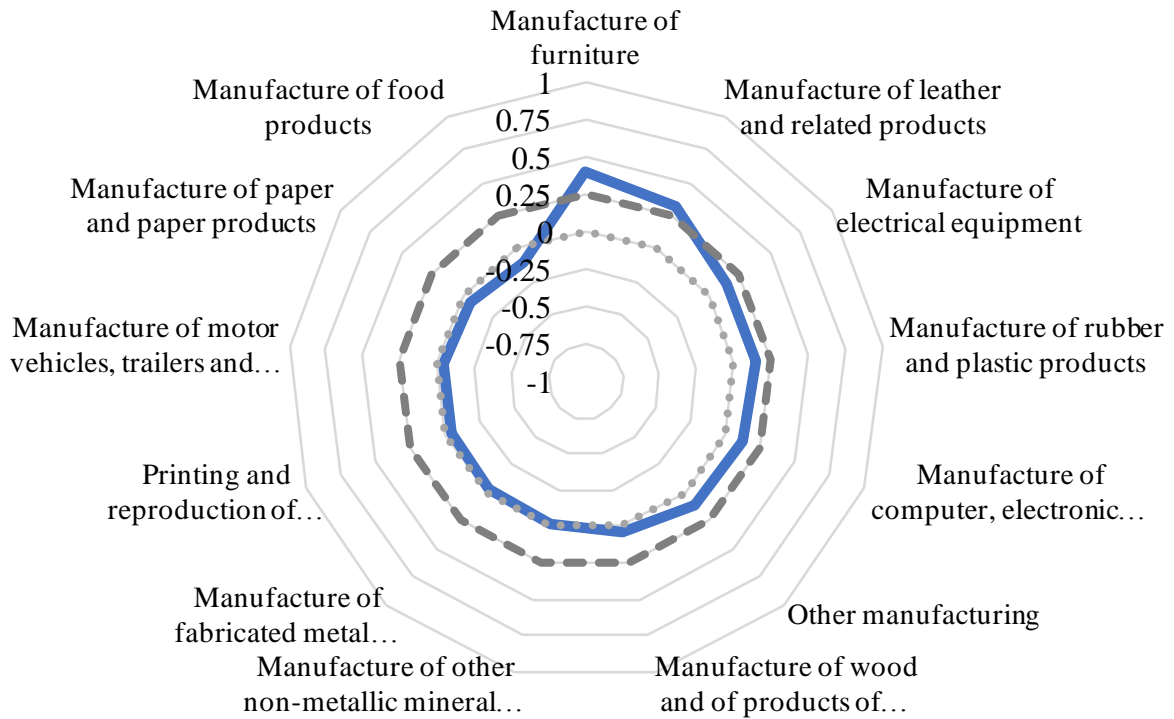 Manufacture of
furniture
Manufacture of leather
and related products
Manufacture of
electrical equipment
Manufacture of rubber
and plastic products
Manufacture of
computer, electronic…
Other manufacturing
Manufacture of wood
and of products of…
Manufacture of other
non-metallic mineral…
Manufacture of
fabricated metal…
Printing and
reproduction of…
Manufacture of motor
vehicles, trailers and…
Manufacture of paper
and paper products
Manufacture of food
products
1
0.75
0.5
0.25
0
-0.25
-0.5
-0.75
-1